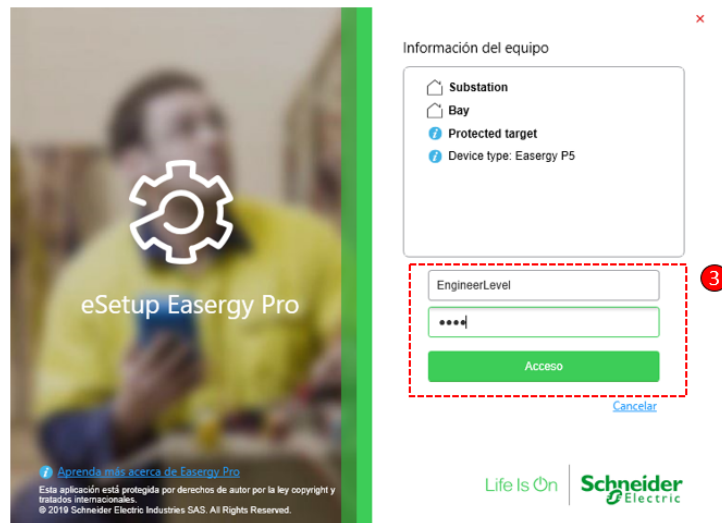 Información del equipo
Substation
Bay
Protected target
Device type: Easergy P5
EngineerLevel
••••
Acceso
Cancelar
3
eSetup Easergy Pro
Aprenda más acerca de Easergy Pro
Esta aplicación está protegida por derechos de autor por la ley copyright y
tratados internacionales.
© 2019 Schneider Electric Industries SAS. All Rights Reserved.
Life Is On
Schneider
Electric